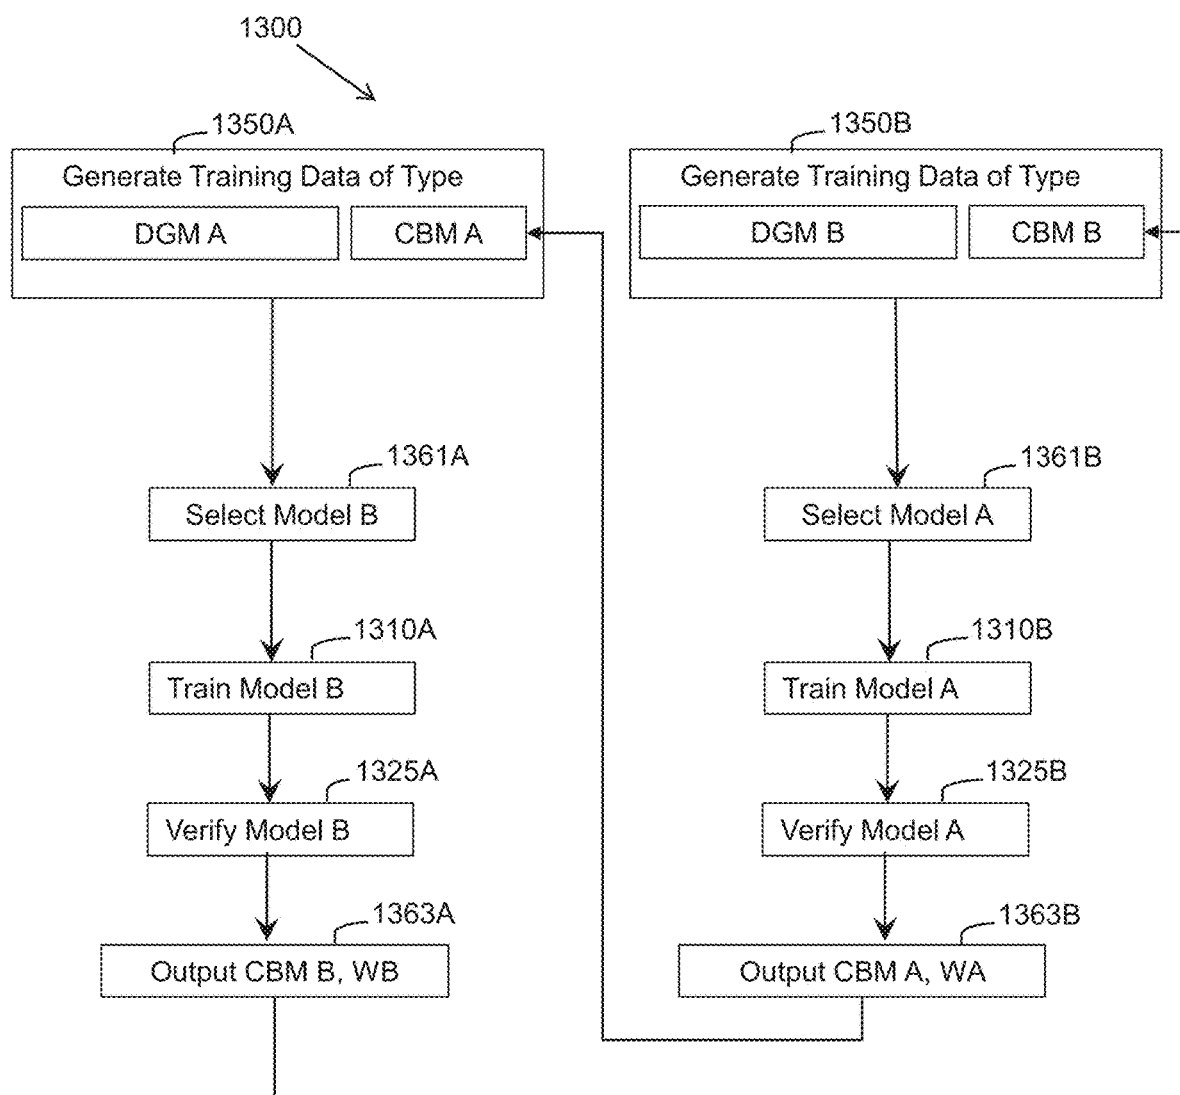 1300
1350A
Generate Training Data of Type
DGM A
CBM A
1361A
Select Model B
1310A
Train Model B
1325A
Verify Model B
1363A
Output CBM B, WB
1350B
Generate Training Data of Type
DGM B
CBM B
1361B
Select Model A
1310B
Train Model A
1325B
Verify Model A
1363B
Output CBM A, WA